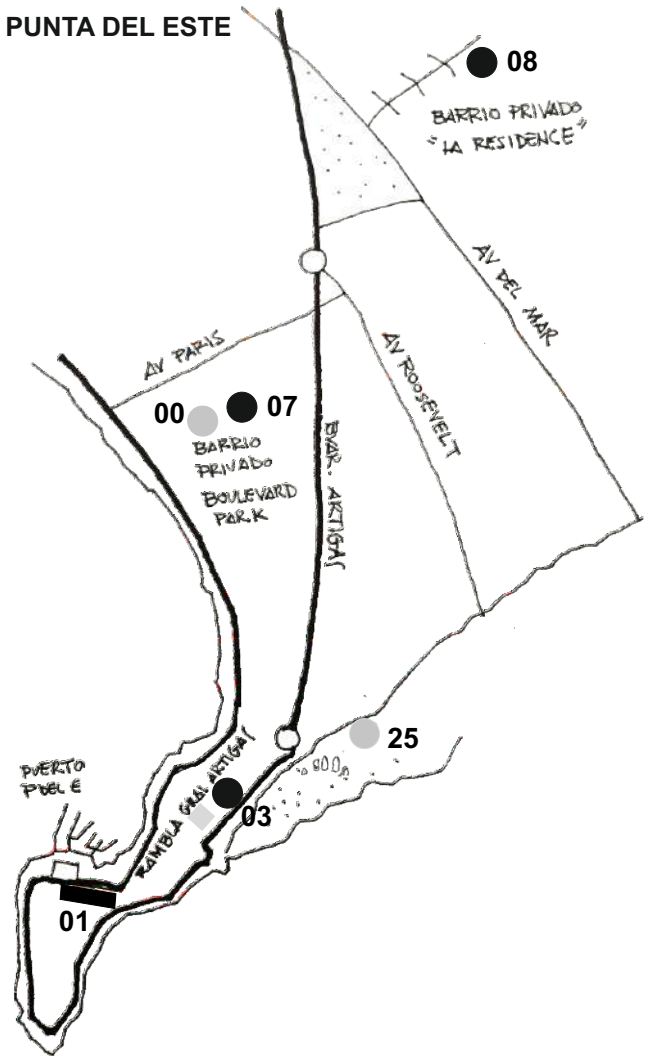 PUNTA DEL ESTE
08
BARRIO PRIVADO
"LA RESIDENCE"
AV DEL MAR
AV PARIS
AV ROOSEVELT
00
07
BARRIO
PRIVADO
BOULEVARD
PARK
BVAR. ARTIGAS
25
PUERTO
P DEL E
RAMBLA GRAL ARTIGAS
03
01